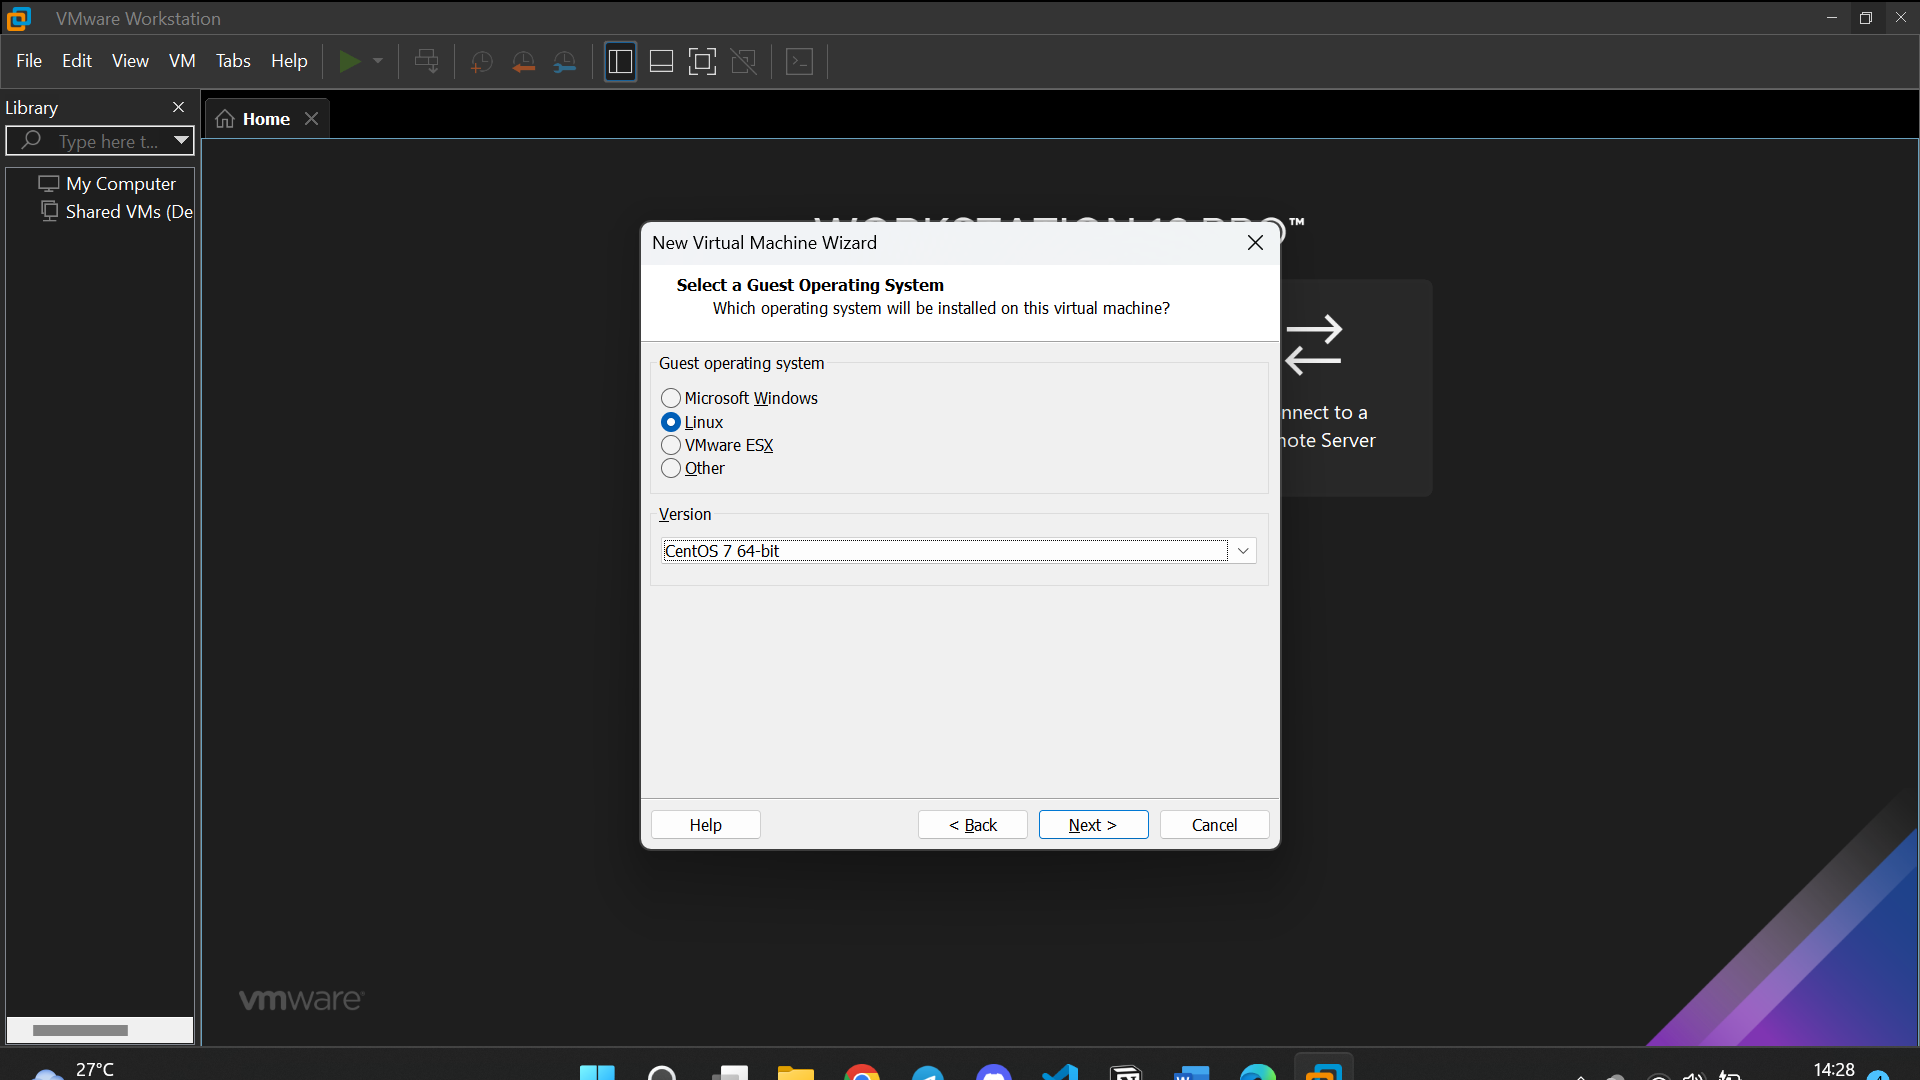 VMware Workstation
File Edit View VM Tabs Help
Library
Type here t...
My Computer
Shared VMs (De
Home
™
New Virtual Machine Wizard
Select a Guest Operating System
Which operating system will be installed on this virtual machine?
Guest operating system
Microsoft Windows
Linux
VMware ESX
Other
Version
CentOS 7 64-bit
Help
< Back
Next >
Cancel
nnect to a
note Server
vmware
27°C
14:28